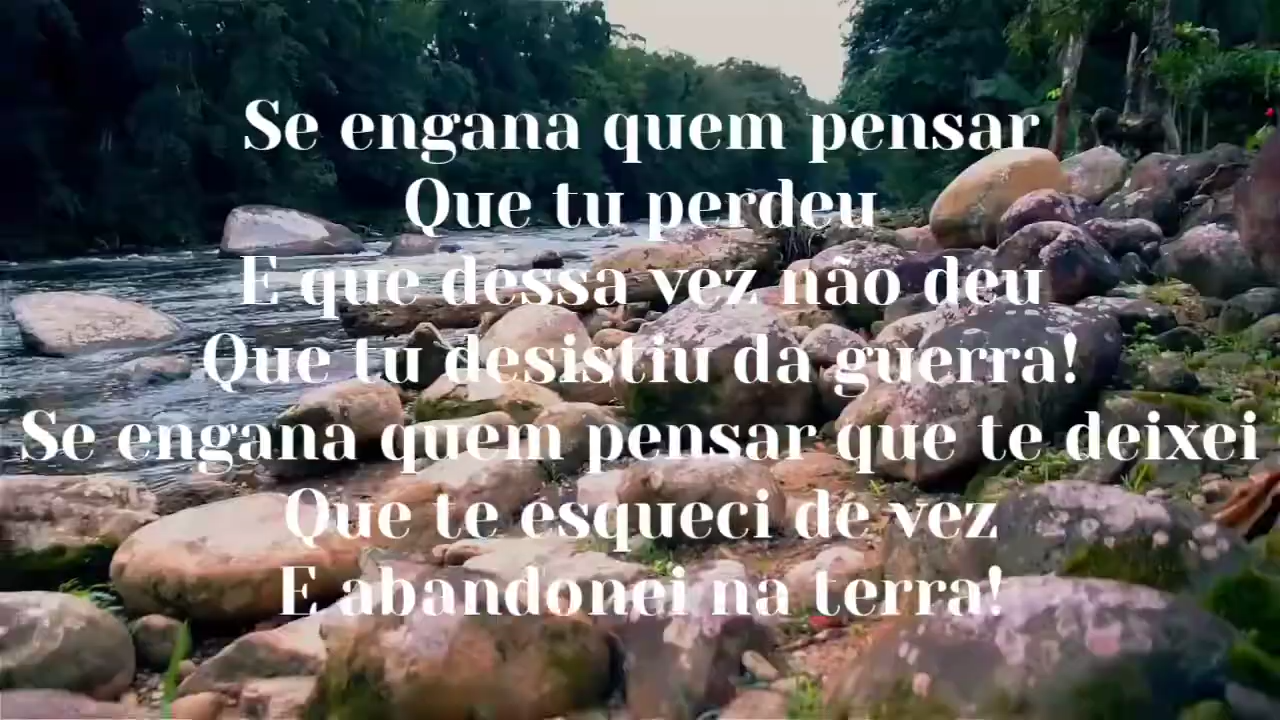 Se engana quem pensar
Que tu perdeu
E que dessa vez não deu
Que tu desistiu da guerra!
Se engana quem pensar que te deixei
Que te esqueci de vez
E abandonei na terra!